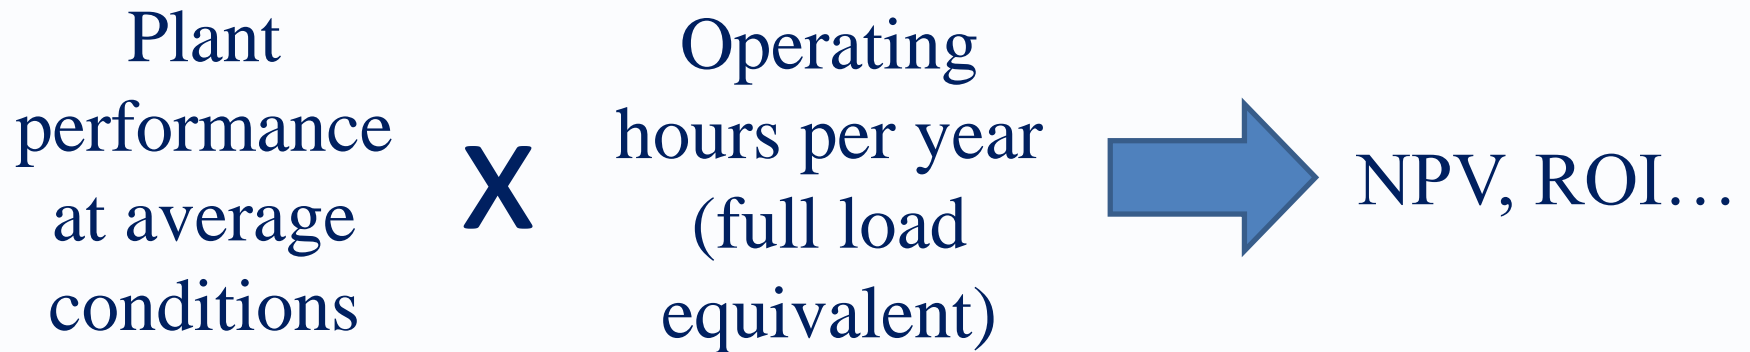 Plant
performance
at average
conditions
X
Operating
hours per year
(full load
equivalent)
NPV, ROI…